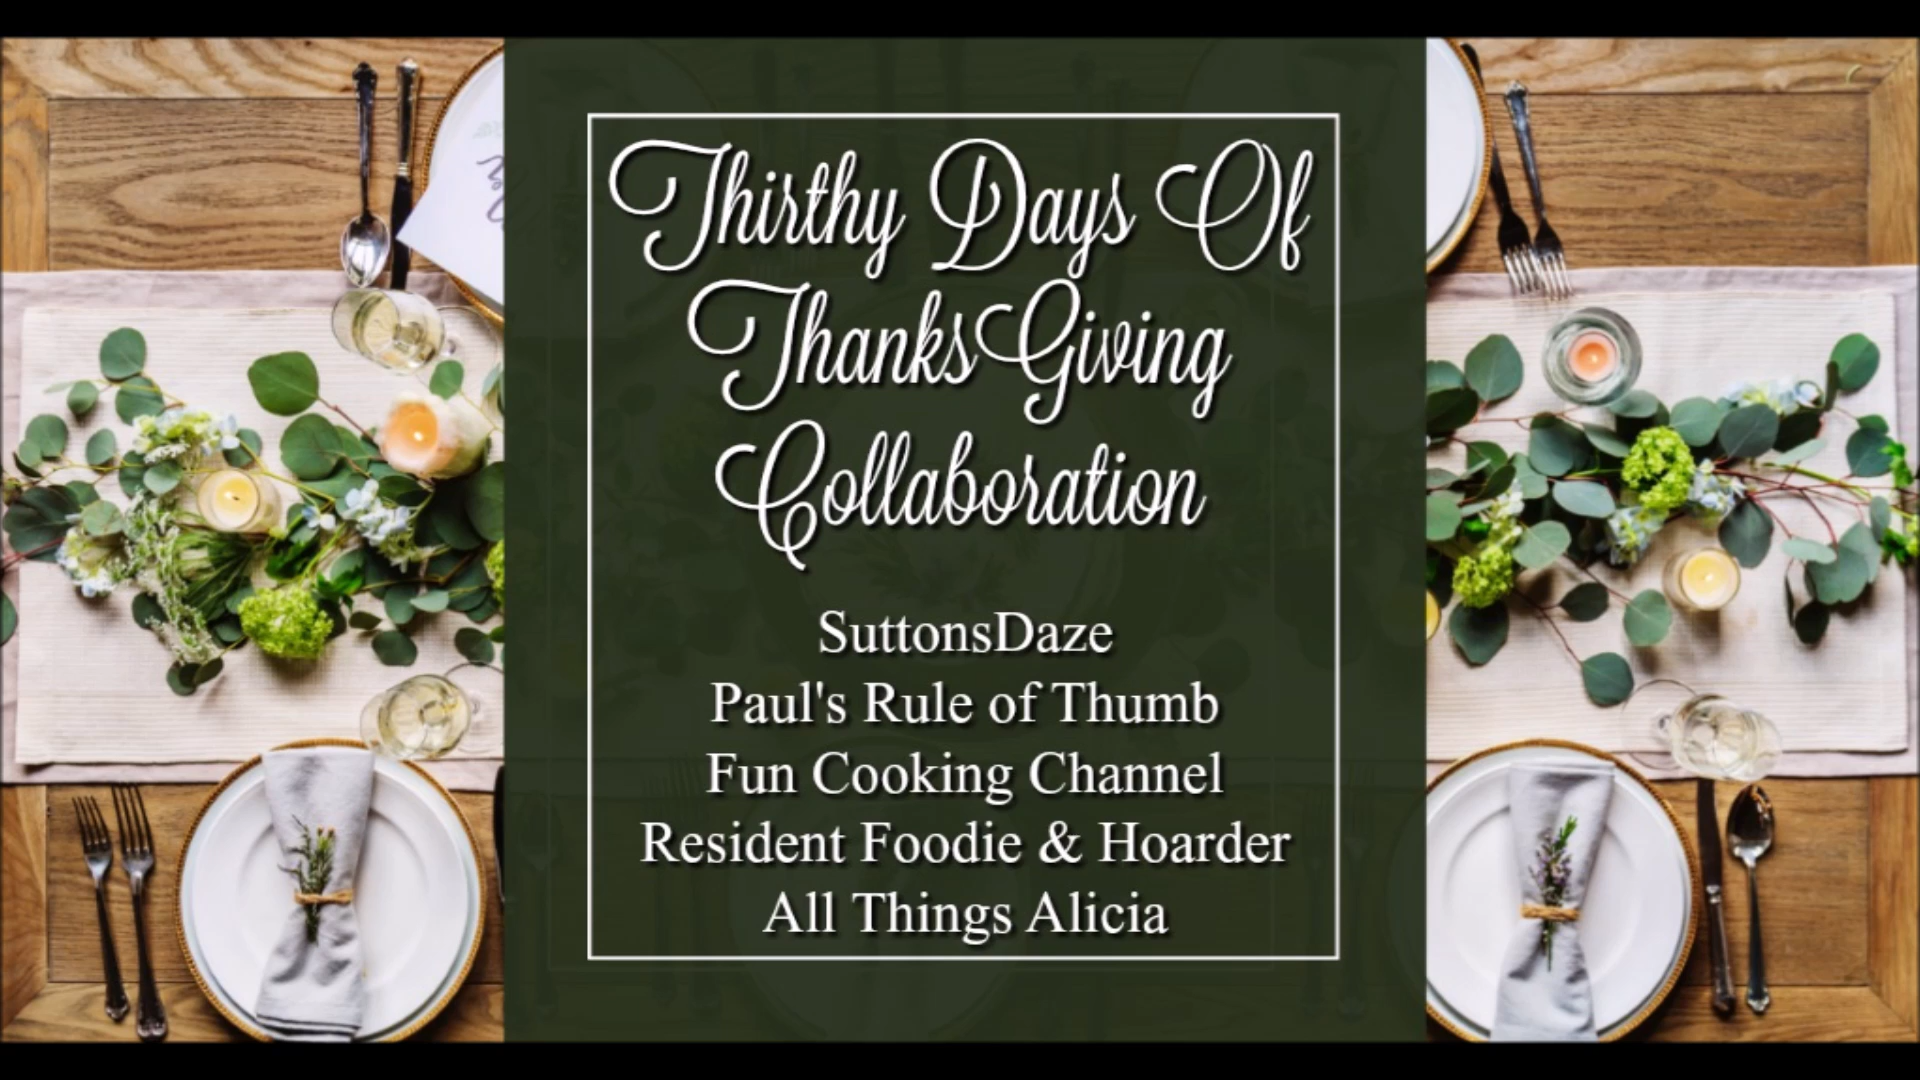 Thirthy Days Of
ThanksGiving
Collaboration
SuttonsDaze
Paul's Rule of Thumb
Fun Cooking Channel
Resident Foodie & Hoarder
All Things Alicia